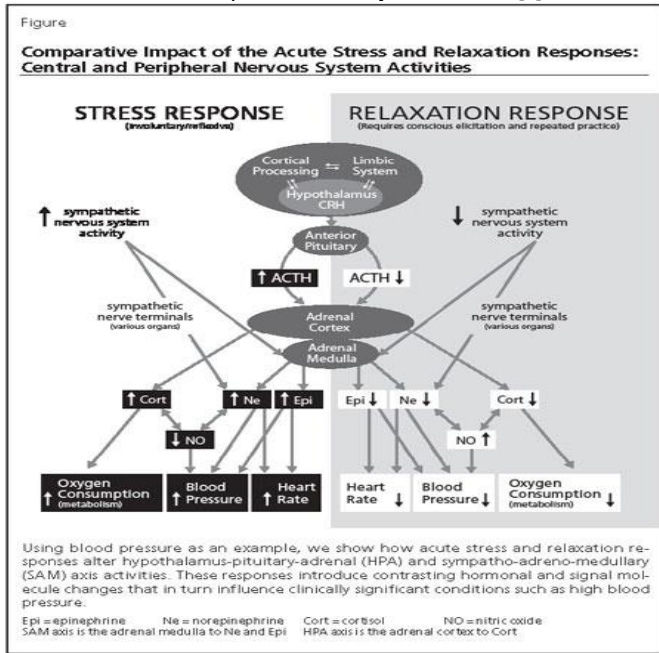 Figure
Comparative Impact of the Acute Stress and Relaxation Responses:
Central and Peripheral Nervous System Activities
STRESS RESPONSE
(involuntary/reflexive)
RELAXATION RESPONSE
(Requires conscious elicitation and repeated practice)
Cortical
Processing
Limbic
System
Hypothalamus
CRH
↑ sympathetic
nervous system
activity
↓ sympathetic
nervous system
activity
Anterior
Pituitary
↑ ACTH
ACTH ↓
sympathetic
nerve terminals
(various organs)
sympathetic
nerve terminals
(various organs)
Adrenal
Cortex
Adrenal
Medulla
↑ Cort
↑ Ne
↑ Epi
Epi ↓
Ne ↓
Cort ↓
↓ NO
NO ↑
↑ Oxygen
Consumption
(metabolism)
↑ Blood
Pressure
↑ Heart
Rate
Heart
Rate ↓
Blood
Pressure ↓
Oxygen
Consumption
(metabolism) ↓
Using blood pressure as an example, we show how acute stress and relaxation re-
sponses alter hypothalamus-pituitary-adrenal (HPA) and sympatho-adreno-medullary
(SAM) axis activities. These responses introduce contrasting hormonal and signal mol-
ecule changes that in turn influence clinically significant conditions such as high blood
pressure.
Epi = epinephrine Ne = norepinephrine Cort = cortisol NO = nitric oxide
SAM axis is the adrenal medulla to Ne and Epi HPA axis is the adrenal cortex to Cort